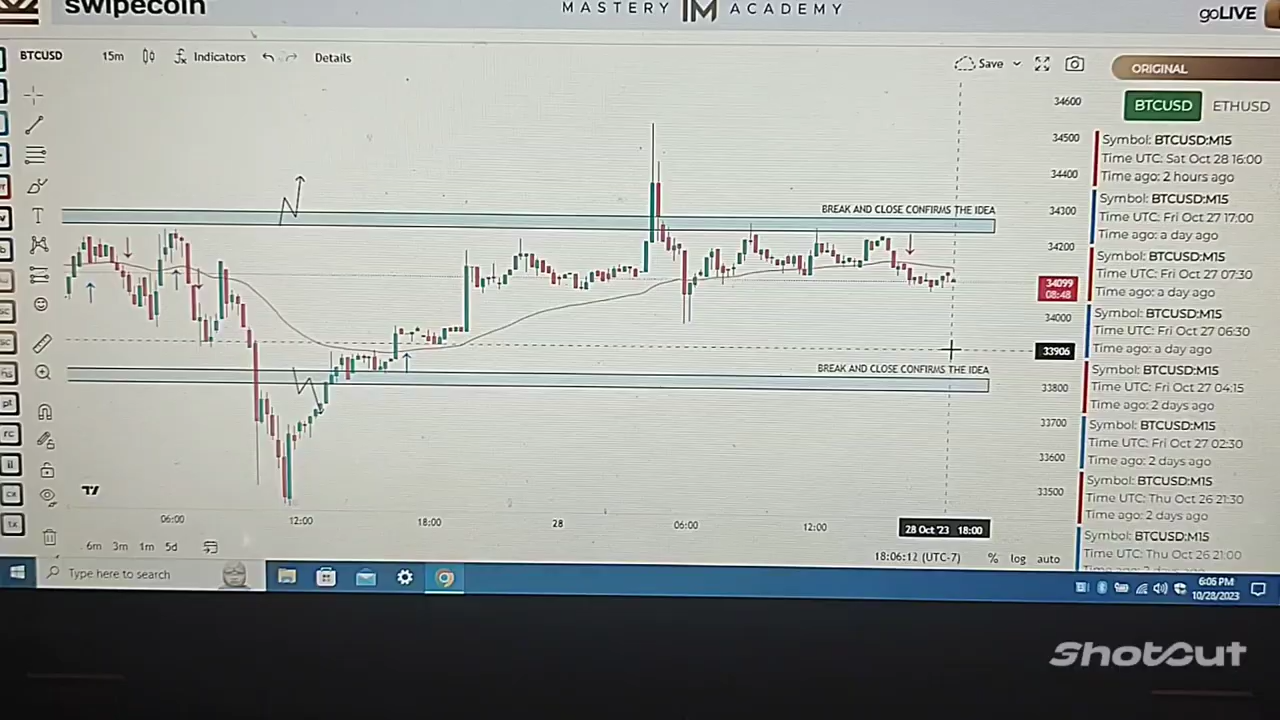 swipecoin
MASTERY IM ACADEMY
goLIVE
BTCUSD 15m Indicators Details Save
ORIGINAL
BTCUSD ETHUSD
34600
34500
34400
34300
34200
34099
08:48
34000
33906
33800
33700
33600
33500
BREAK AND CLOSE CONFIRMS THE IDEA
BREAK AND CLOSE CONFIRMS THE IDEA
Symbol: BTCUSD:M15
Time UTC: Sat Oct 28 16:00
Time ago: 2 hours ago
Symbol: BTCUSD:M15
Time UTC: Fri Oct 27 17:00
Time ago: a day ago
Symbol: BTCUSD:M15
Time UTC: Fri Oct 27 07:30
Time ago: a day ago
Symbol: BTCUSD:M15
Time UTC: Fri Oct 27 06:30
Time ago: a day ago
Symbol: BTCUSD:M15
Time UTC: Fri Oct 27 04:15
Time ago: 2 days ago
Symbol: BTCUSD:M15
Time UTC: Fri Oct 27 02:30
Time ago: 2 days ago
Symbol: BTCUSD:M15
Time UTC: Thu Oct 26 21:30
Time ago: 2 days ago
Symbol: BTCUSD:M15
Time UTC: Thu Oct 26 21:00
06:00 12:00 18:00 28 06:00 12:00 28 Oct '23 18:00
6m 3m 1m 5d
18:06:12 (UTC-7) % log auto
Type here to search
6:05 PM
10/28/2023
ShotCut